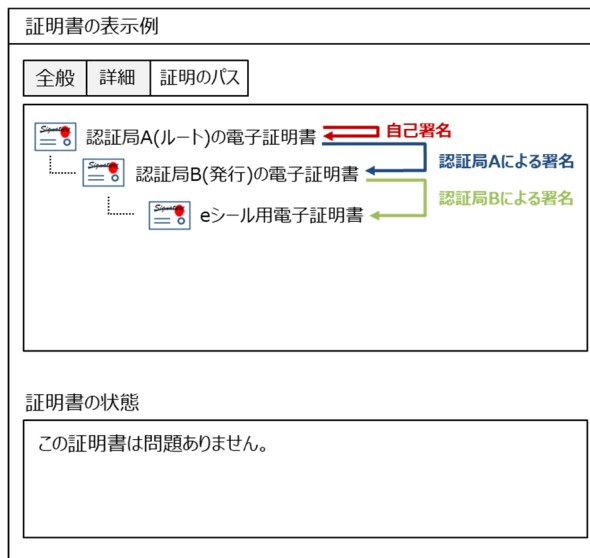 証明書の表示例
全般 詳細 証明のパス
Signature 認証局A(ルート)の電子証明書 自己署名
認証局Aによる署名
Signature 認証局B(発行)の電子証明書
認証局Bによる署名
Signature eシール用電子証明書
証明書の状態
この証明書は問題ありません。